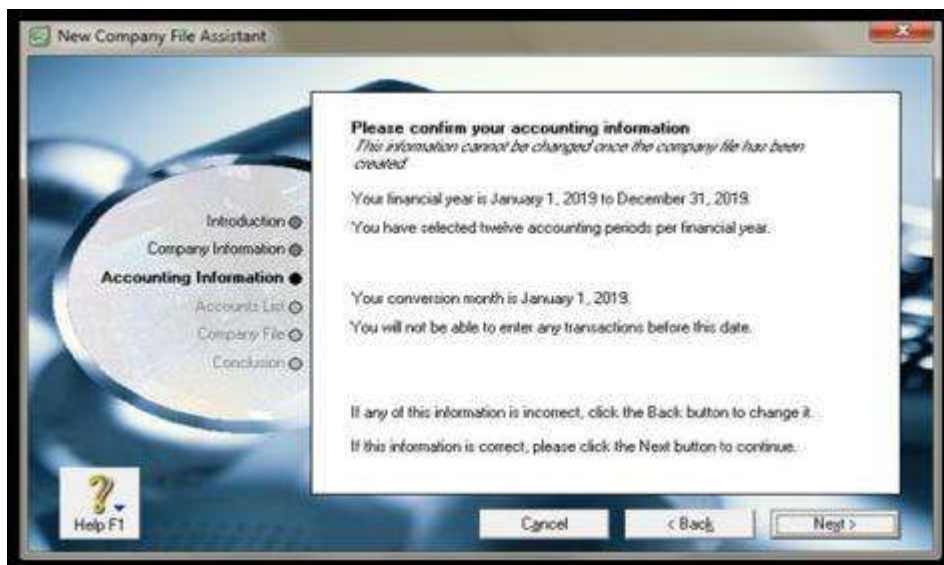 New Company File Assistant
Introduction
Company Information
Accounting Information
Accounts List
Company File
Conclusion
Help F1
Please confirm your accounting information
This information cannot be changed once the company file has been
created
Your financial year is January 1, 2019 to December 31, 2019.
You have selected twelve accounting periods per financial year.
Your conversion month is January 1, 2019.
You will not be able to enter any transactions before this date.
If any of this information is incorrect, click the Back button to change it.
If this information is correct, please click the Next button to continue.
Cancel
< Back
Next >